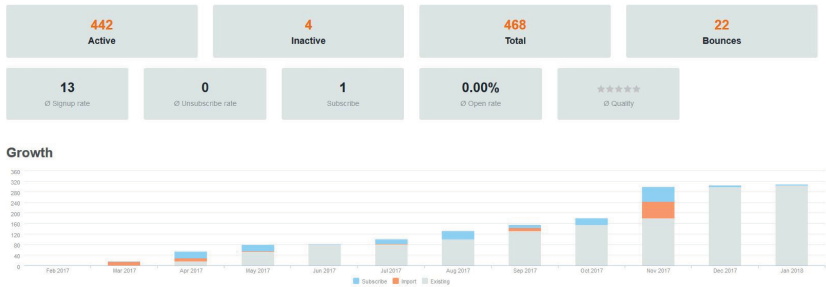 442
Active
4
Inactive
468
Total
22
Bounces
13
Ø Signup rate
0
Ø Unsubscribe rate
1
Subscribe
0.00%
Ø Open rate
Ø Quality
Growth
360
320
280
240
200
160
120
80
40
0
Feb 2017
Mar 2017
Apr 2017
May 2017
Jun 2017
Jul 2017
Aug 2017
Sep 2017
Oct 2017
Nov 2017
Dec 2017
Jan 2018
Subscribe Import Existing